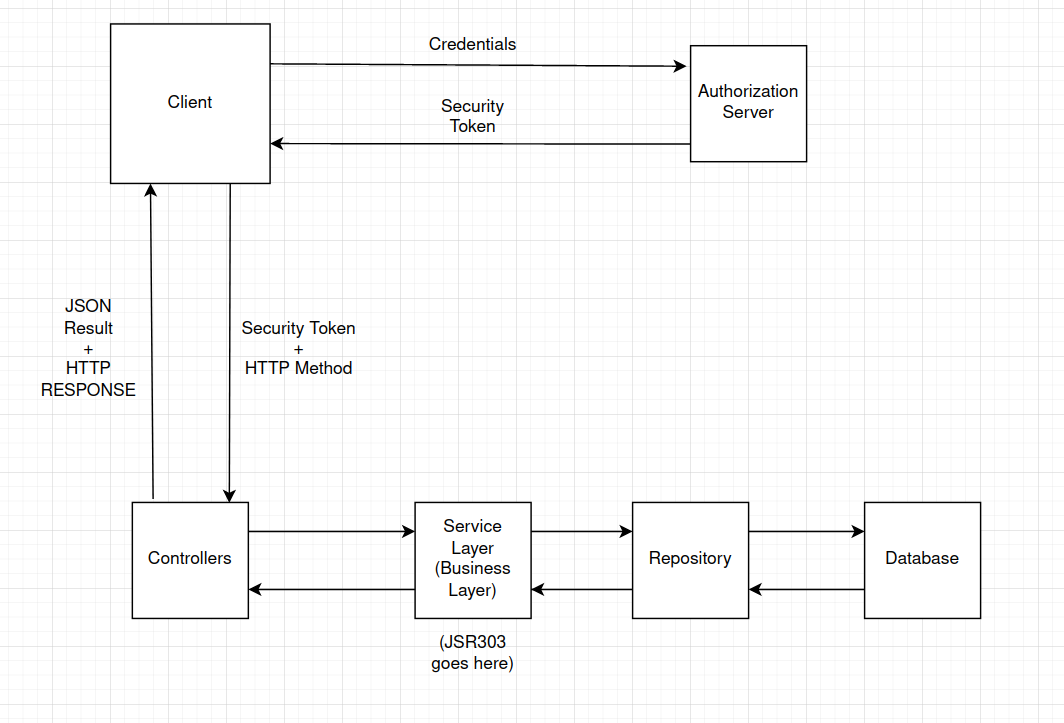 Client
Credentials
Security
Token
Authorization
Server
JSON
Result
+
HTTP
RESPONSE
Security Token
+
HTTP Method
Controllers
Service
Layer
(Business
Layer)
(JSR303
goes here)
Repository
Database